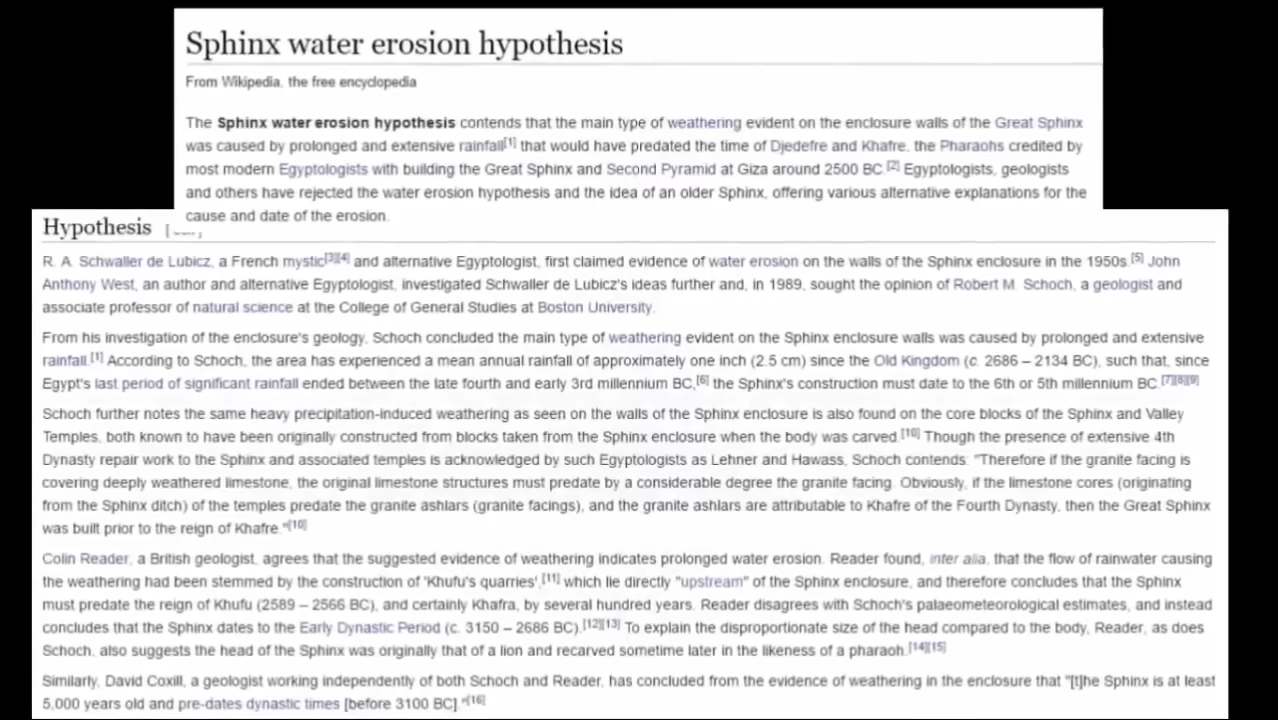 Sphinx water erosion hypothesis
From Wikipedia, the free encyclopedia
The Sphinx water erosion hypothesis contends that the main type of weathering evident on the enclosure walls of the Great Sphinx
was caused by prolonged and extensive rainfall[1] that would have predated the time of Djedefre and Khafre, the Pharaohs credited by
most modern Egyptologists with building the Great Sphinx and Second Pyramid at Giza around 2500 BC.[2] Egyptologists, geologists
and others have rejected the water erosion hypothesis and the idea of an older Sphinx, offering various alternative explanations for the
cause and date of the erosion.
Hypothesis
R. A. Schwaller de Lubicz, a French mystic[3][4] and alternative Egyptologist, first claimed evidence of water erosion on the walls of the Sphinx enclosure in the 1950s.[5] John
Anthony West, an author and alternative Egyptologist, investigated Schwaller de Lubicz's ideas further and, in 1989, sought the opinion of Robert M. Schoch, a geologist and
associate professor of natural science at the College of General Studies at Boston University.
From his investigation of the enclosure's geology, Schoch concluded the main type of weathering evident on the Sphinx enclosure walls was caused by prolonged and extensive
rainfall.[1] According to Schoch, the area has experienced a mean annual rainfall of approximately one inch (2.5 cm) since the Old Kingdom (c. 2686 – 2134 BC), such that, since
Egypt's last period of significant rainfall ended between the late fourth and early 3rd millennium BC,[6] the Sphinx's construction must date to the 6th or 5th millennium BC.[7][8][9]
Schoch further notes the same heavy precipitation-induced weathering as seen on the walls of the Sphinx enclosure is also found on the core blocks of the Sphinx and Valley
Temples, both known to have been originally constructed from blocks taken from the Sphinx enclosure when the body was carved.[10] Though the presence of extensive 4th
Dynasty repair work to the Sphinx and associated temples is acknowledged by such Egyptologists as Lehner and Hawass, Schoch contends: "Therefore if the granite facing is
covering deeply weathered limestone, the original limestone structures must predate by a considerable degree the granite facing. Obviously, if the limestone cores (originating
from the Sphinx ditch) of the temples predate the granite ashlars (granite facings), and the granite ashlars are attributable to Khafre of the Fourth Dynasty, then the Great Sphinx
was built prior to the reign of Khafre."[10]
Colin Reader, a British geologist, agrees that the suggested evidence of weathering indicates prolonged water erosion. Reader found, inter alia, that the flow of rainwater causing
the weathering had been stemmed by the construction of 'Khufu's quarries',[11] which lie directly "upstream" of the Sphinx enclosure, and therefore concludes that the Sphinx
must predate the reign of Khufu (2589 – 2566 BC), and certainly Khafra, by several hundred years. Reader disagrees with Schoch's palaeometeorological estimates, and instead
concludes that the Sphinx dates to the Early Dynastic Period (c. 3150 – 2686 BC).[12][13] To explain the disproportionate size of the head compared to the body, Reader, as does
Schoch, also suggests the head of the Sphinx was originally that of a lion and recarved sometime later in the likeness of a pharaoh.[14][15]
Similarly, David Coxill, a geologist working independently of both Schoch and Reader, has concluded from the evidence of weathering in the enclosure that "[t]he Sphinx is at least
5,000 years old and pre-dates dynastic times [before 3100 BC]."[16]